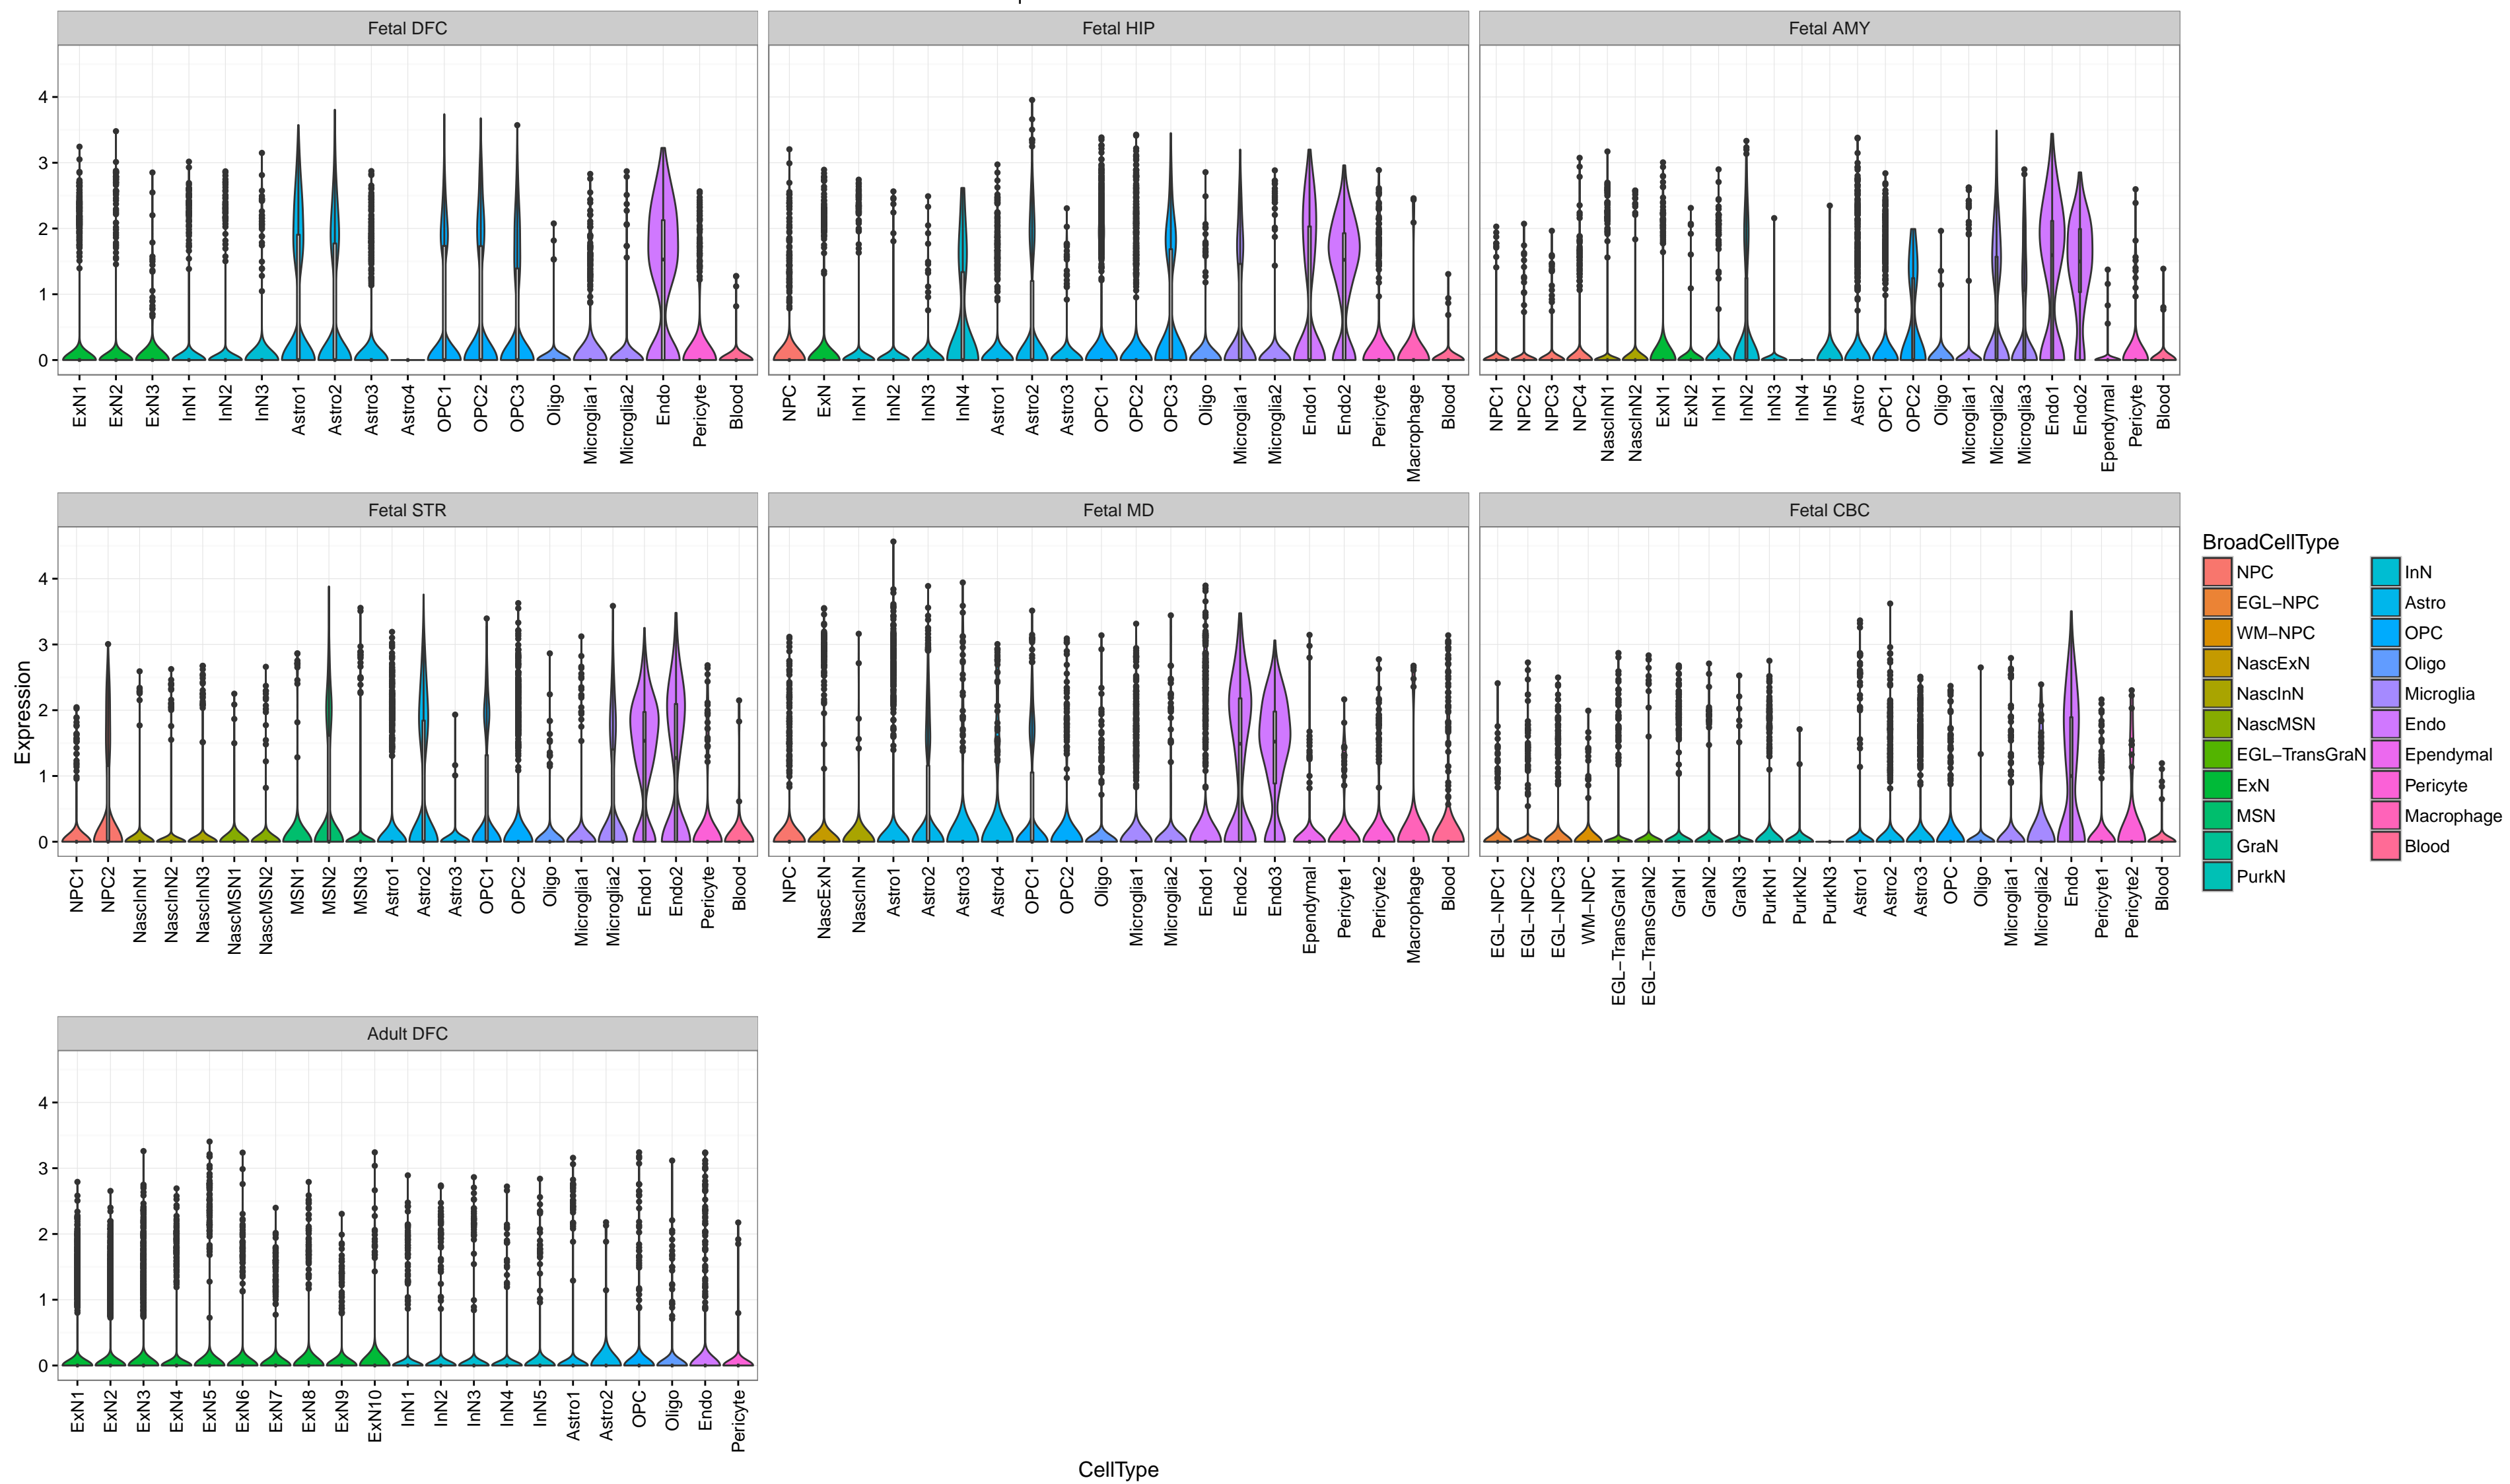 Fetal DFC
Fetal HIP
Fetal AMY
4
3
2
1
0
ExN1 ExN2 ExN3 InN1 InN2 InN3 Astro1 Astro2 Astro3 Astro4 OPC1 OPC2 OPC3 Oligo Microglia1 Microglia2 Endo Pericyte Blood
NPC ExN InN1 InN2 InN3 InN4 Astro1 Astro2 Astro3 OPC1 OPC2 OPC3 Oligo Microglia1 Microglia2 Endo1 Endo2 Pericyte Macrophage Blood
NPC1 NPC2 NPC3 NPC4 NascInN1 NascInN2 ExN1 ExN2 InN1 InN2 InN3 InN4 InN5 Astro OPC1 OPC2 Oligo Microglia1 Microglia2 Microglia3 Endo1 Endo2 Ependymal Pericyte Blood
Fetal STR
Fetal MD
Fetal CBC
Expression
4
3
2
1
0
NPC1 NPC2 NascInN1 NascInN2 NascInN3 NascMSN1 NascMSN2 MSN1 MSN2 MSN3 Astro1 Astro2 Astro3 OPC1 OPC2 Oligo Microglia1 Microglia2 Endo1 Endo2 Pericyte Blood
NPC NascExN NascInN Astro1 Astro2 Astro3 Astro4 OPC1 OPC2 Oligo Microglia1 Microglia2 Endo1 Endo2 Endo3 Ependymal Pericyte1 Pericyte2 Macrophage Blood
EGL−NPC1 EGL−NPC2 EGL−NPC3 WM−NPC EGL−TransGraN1 EGL−TransGraN2 GraN1 GraN2 GraN3 PurkN1 PurkN2 PurkN3 Astro1 Astro2 Astro3 OPC Oligo Microglia1 Microglia2 Endo Pericyte1 Pericyte2 Blood
BroadCellType
NPC
EGL−NPC
WM−NPC
NascExN
NascInN
NascMSN
EGL−TransGraN
ExN
MSN
GraN
PurkN
InN
Astro
OPC
Oligo
Microglia
Endo
Ependymal
Pericyte
Macrophage
Blood
Adult DFC
4
3
2
1
0
ExN1 ExN2 ExN3 ExN4 ExN5 ExN6 ExN7 ExN8 ExN9 ExN10 InN1 InN2 InN3 InN4 InN5 Astro1 Astro2 OPC Oligo Endo Pericyte
CellType